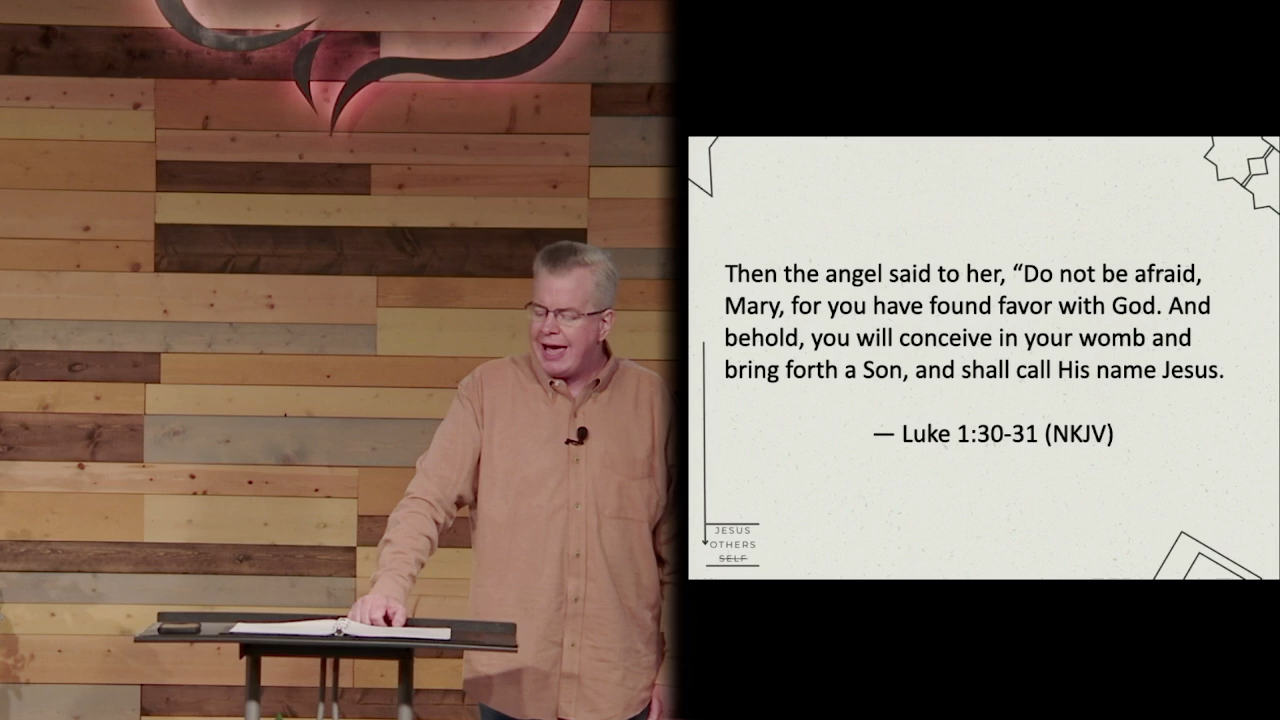 Then the angel said to her, “Do not be afraid,
Mary, for you have found favor with God. And
behold, you will conceive in your womb and
bring forth a Son, and shall call His name Jesus.
— Luke 1:30-31 (NKJV)
JESUS
OTHERS
SELF